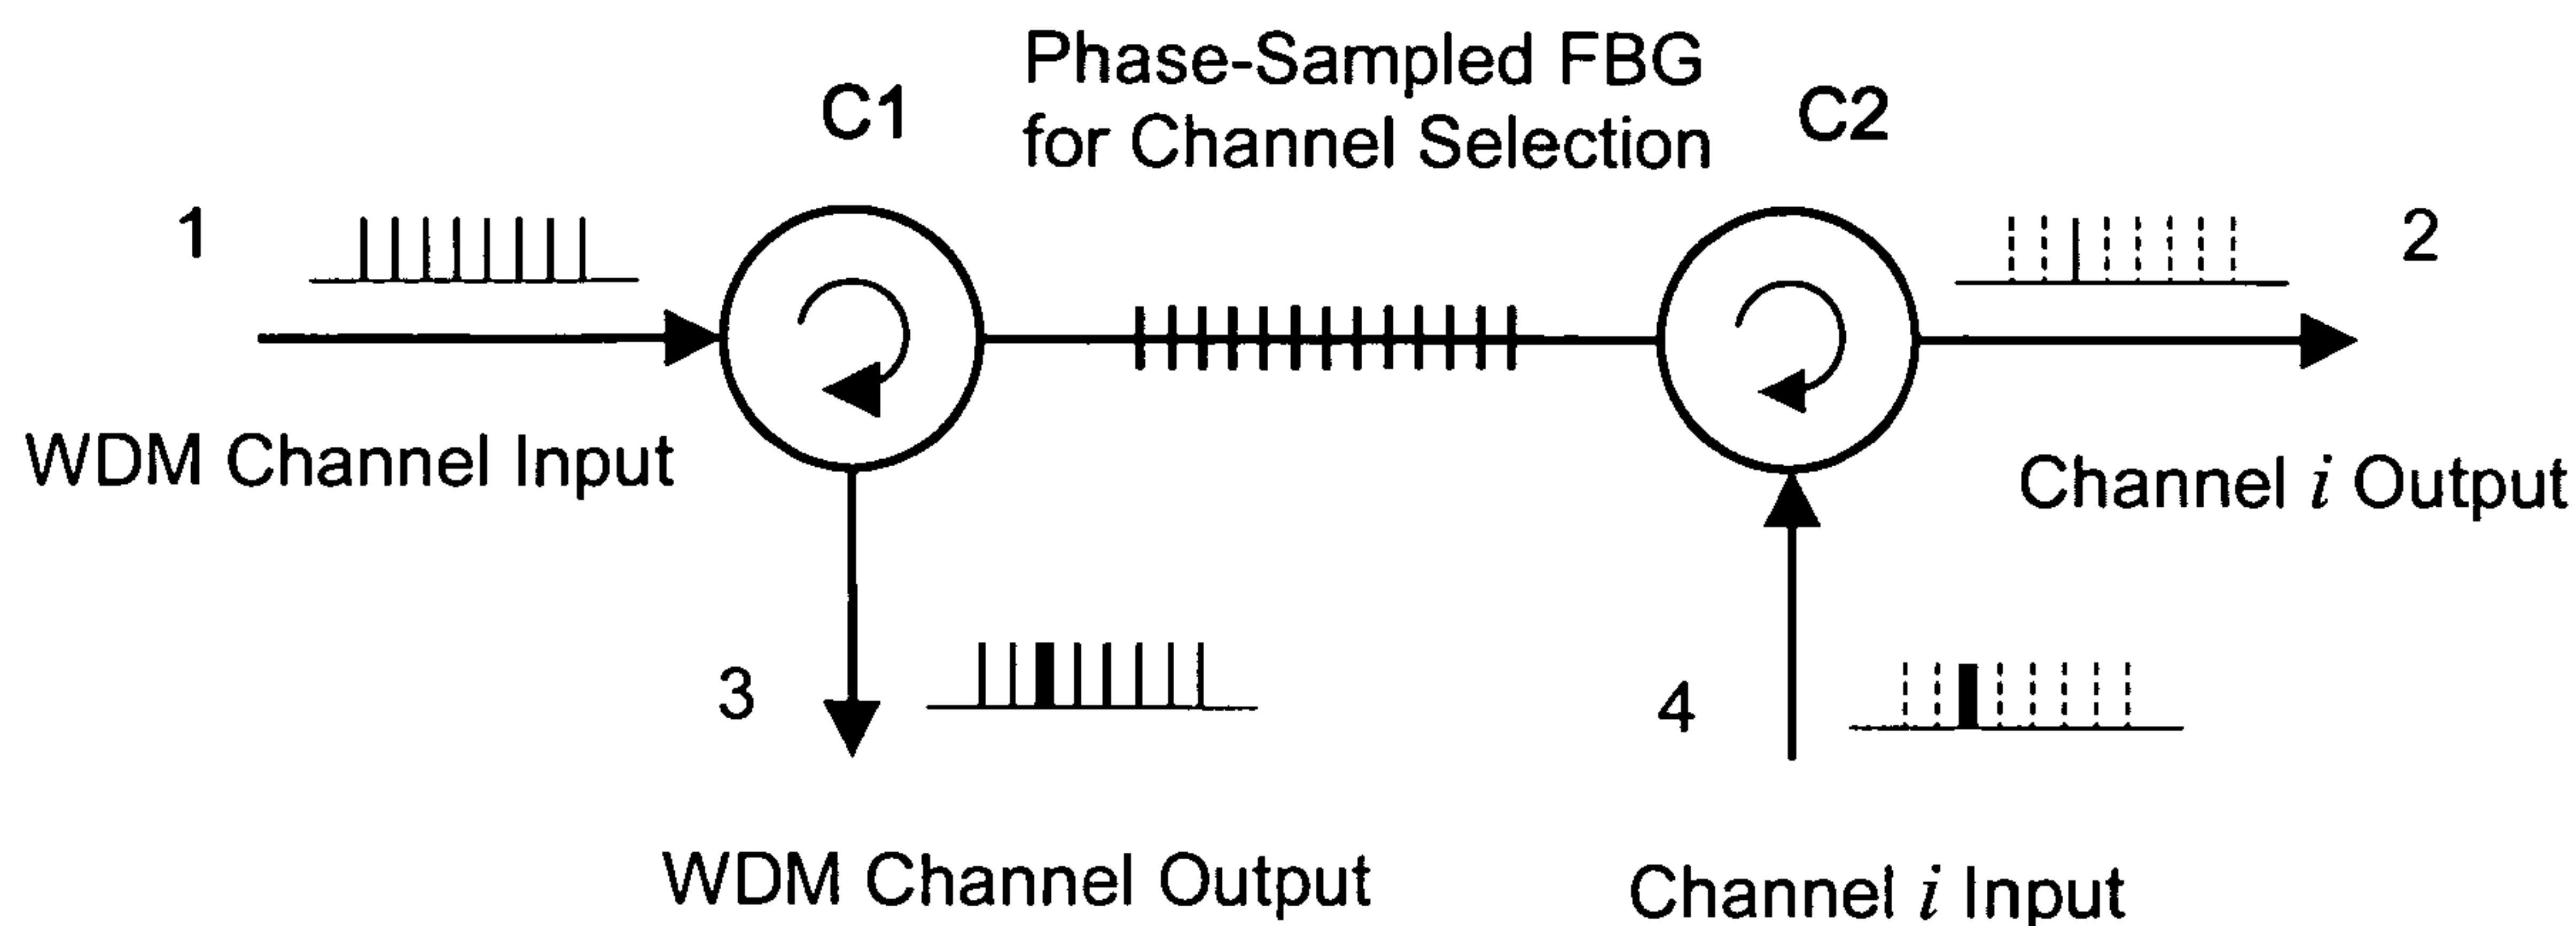 Phase-Sampled FBG
for Channel Selection
C1
C2
1
2
WDM Channel Input
Channel i Output
3
4
WDM Channel Output
Channel i Input